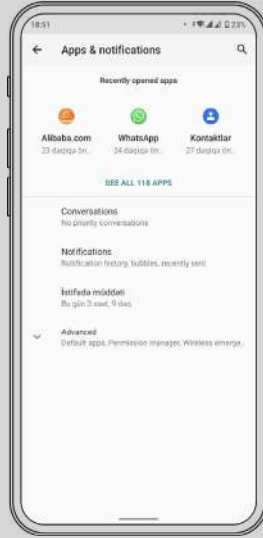 18:51
23%
Apps & notifications
Recently opened apps
Alibaba.com WhatsApp Kontaktlar
23 dəqiqə ön.. 24 dəqiqə ön.. 27 dəqiqə ön..
SEE ALL 118 APPS
Conversations
No priority conversations
Notifications
Notification history, bubbles, recently sent
İstifadə müddəti
Bu gün 3 saat, 9 dəq
Advanced
Default apps, Permission manager, Wireless emerge..